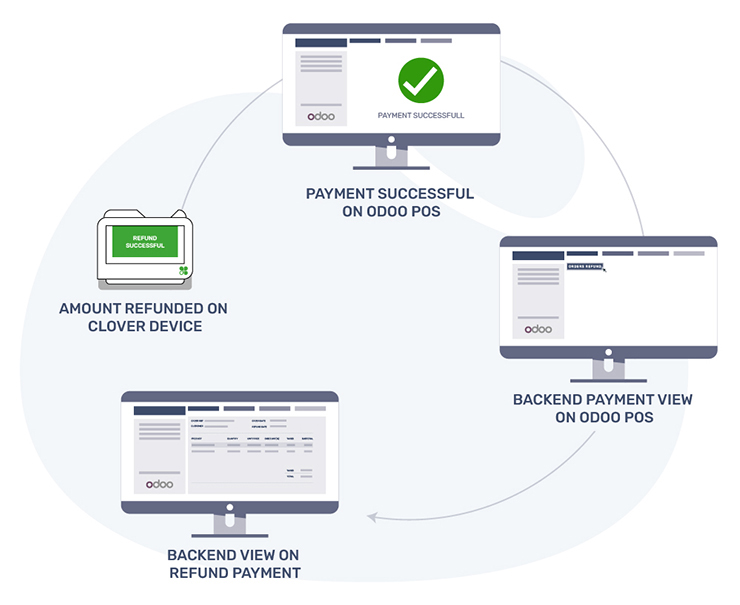 PAYMENT SUCCESSFULL
odoo
PAYMENT SUCCESSFUL
ON ODOO POS
REFUND
SUCCESSFUL
AMOUNT REFUNDED ON
CLOVER DEVICE
ORDERS REFUND
odoo
BACKEND PAYMENT VIEW
ON ODOO POS
odoo
TOTAL
BACKEND VIEW ON
REFUND PAYMENT